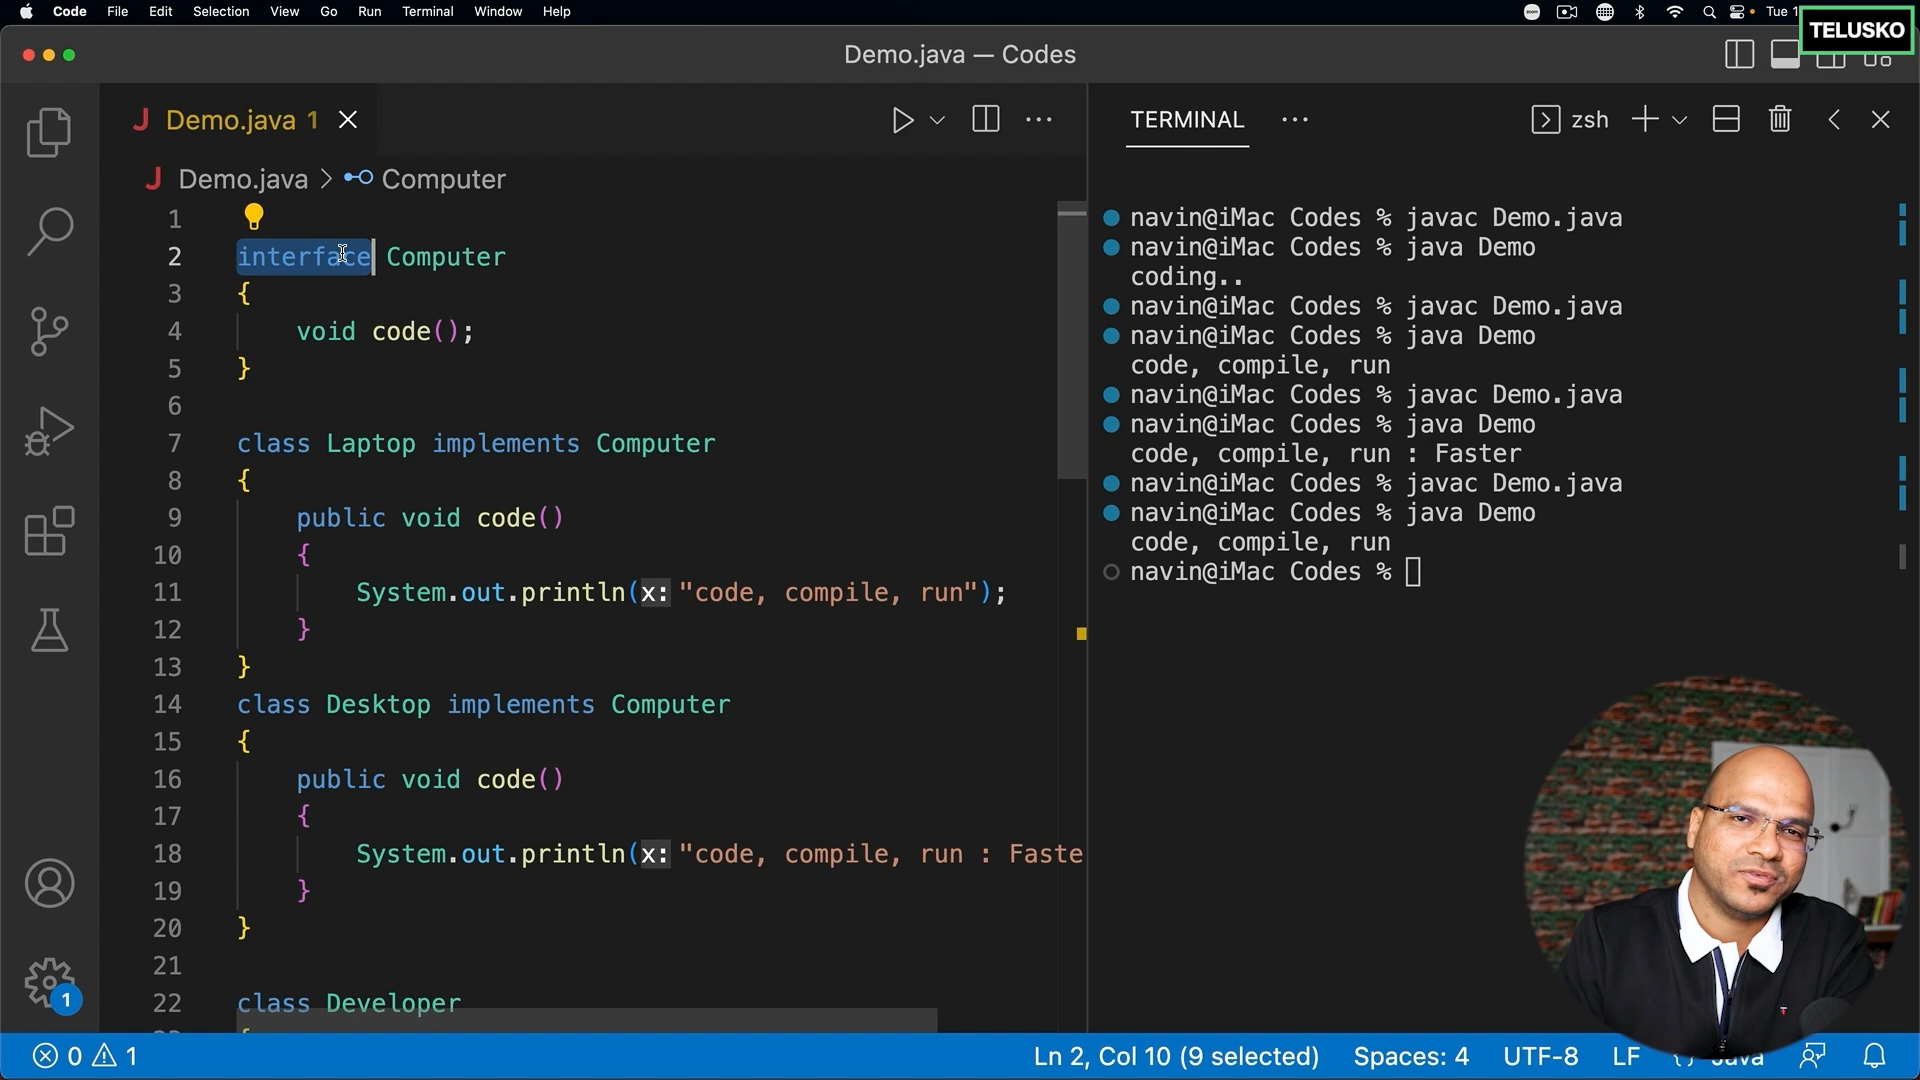 Code File Edit Selection View Go Run Terminal Window Help
zoom Tue 1
TELUSKO
Demo.java — Codes
J Demo.java 1
J Demo.java > Computer
1
2 interface Computer
3 {
4 void code();
5 }
6
7 class Laptop implements Computer
8 {
9 public void code()
10 {
11 System.out.println(x: "code, compile, run");
12 }
13 }
14 class Desktop implements Computer
15 {
16 public void code()
17 {
18 System.out.println(x: "code, compile, run : Faste
19 }
20 }
21
22 class Developer
TERMINAL
zsh
navin@iMac Codes % javac Demo.java
navin@iMac Codes % java Demo
coding..
navin@iMac Codes % javac Demo.java
navin@iMac Codes % java Demo
code, compile, run
navin@iMac Codes % javac Demo.java
navin@iMac Codes % java Demo
code, compile, run : Faster
navin@iMac Codes % javac Demo.java
navin@iMac Codes % java Demo
code, compile, run
navin@iMac Codes %
1
0 1 Ln 2, Col 10 (9 selected) Spaces: 4 UTF-8 LF {} Java